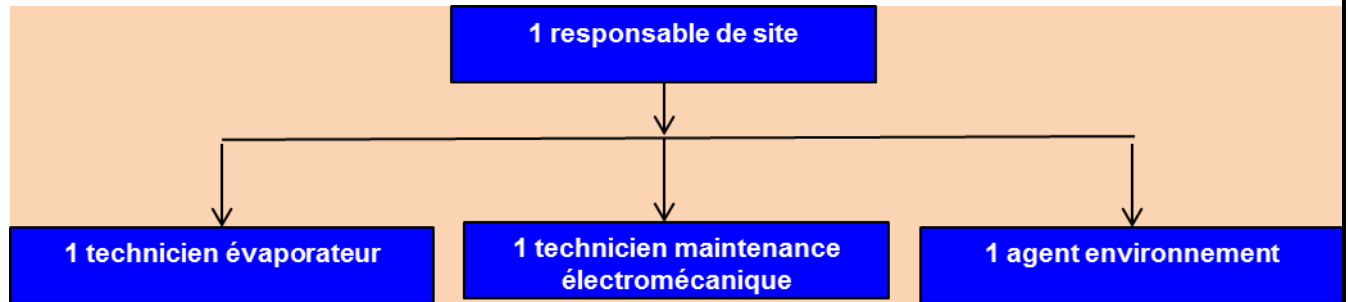 1 responsable de site
1 technicien évaporateur
1 technicien maintenance
électromécanique
1 agent environnement